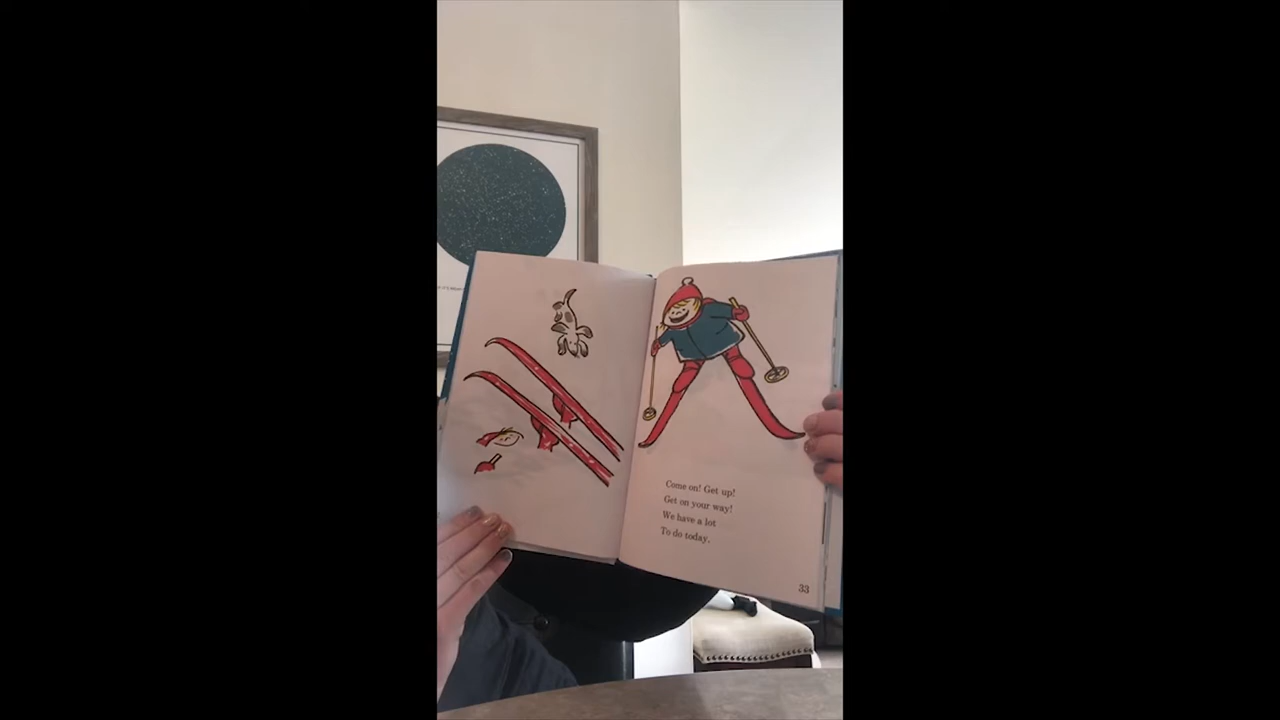 Come on! Get up!
Get on your way!
We have a lot
To do today.
33